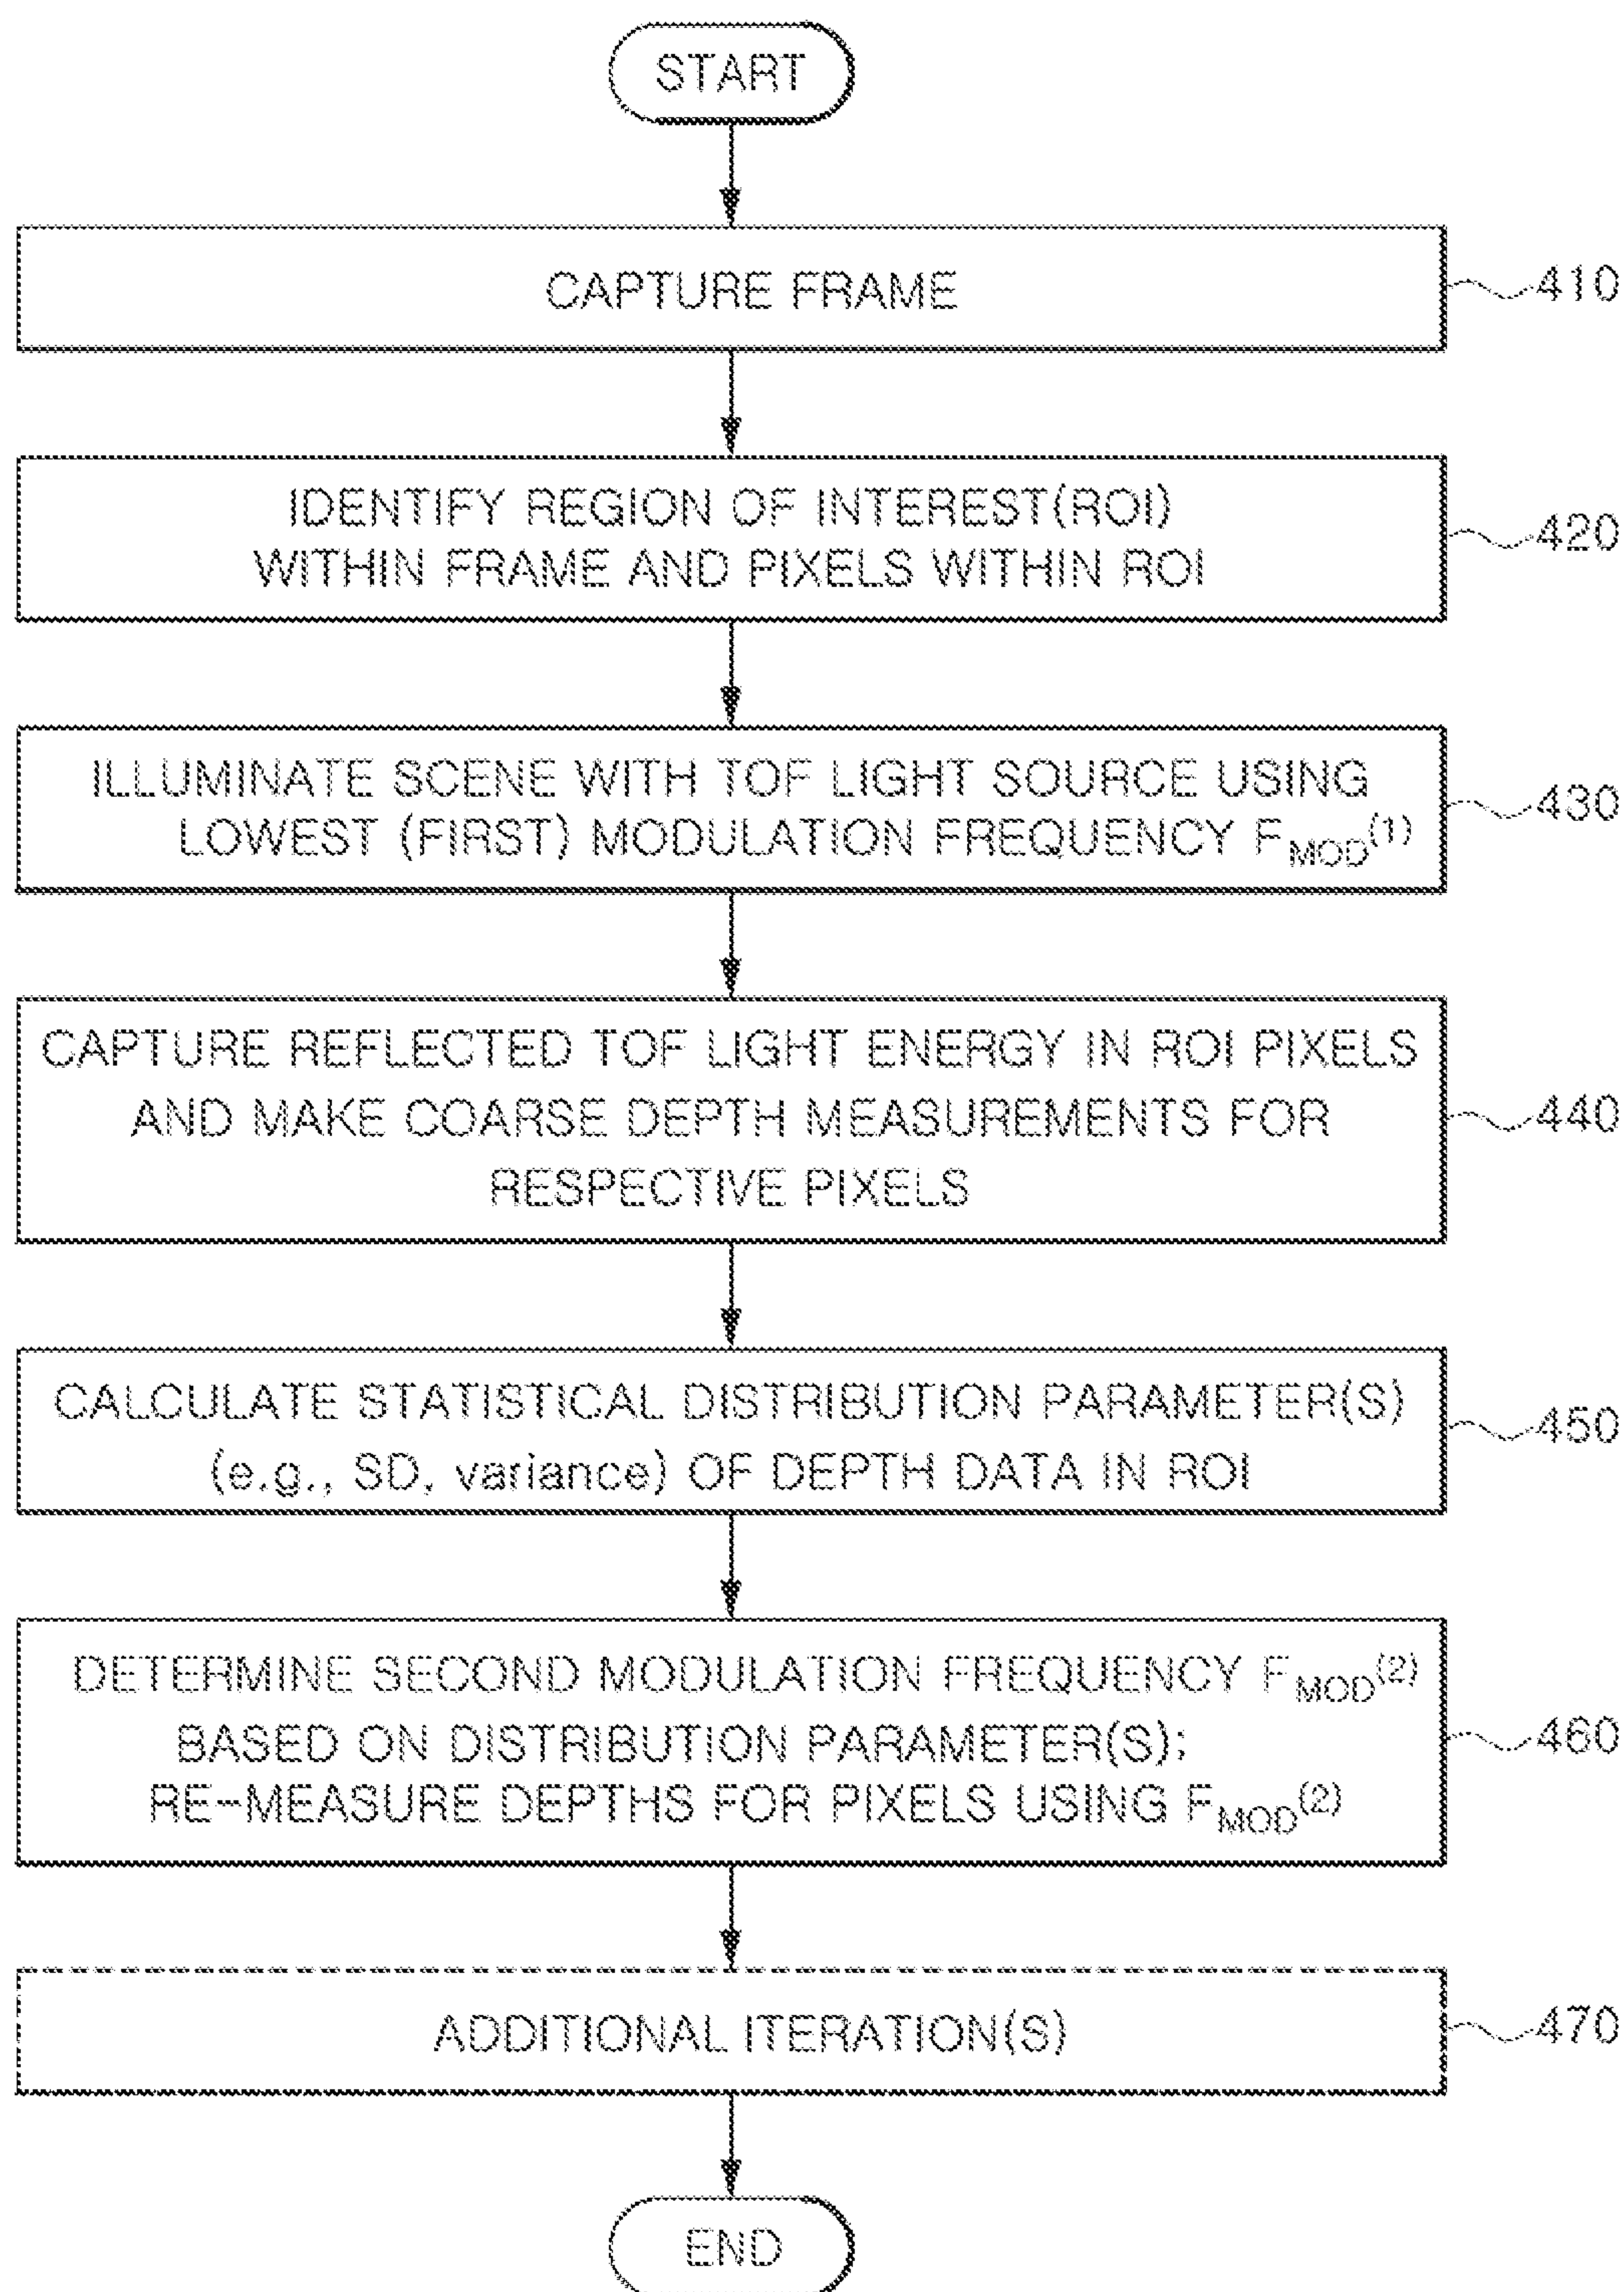 START
CAPTURE FRAME
410
IDENTIFY REGION OF INTEREST(ROI)
WITHIN FRAME AND PIXELS WITHIN ROI
420
ILLUMINATE SCENE WITH TOF LIGHT SOURCE USING
LOWEST (FIRST) MODULATION FREQUENCY F_MOD^(1)
430
CAPTURE REFLECTED TOF LIGHT ENERGY IN ROI PIXELS
AND MAKE COARSE DEPTH MEASUREMENTS FOR
RESPECTIVE PIXELS
440
CALCULATE STATISTICAL DISTRIBUTION PARAMETER(S)
(e.g., SD, variance) OF DEPTH DATA IN ROI
450
DETERMINE SECOND MODULATION FREQUENCY F_MOD^(2)
BASED ON DISTRIBUTION PARAMETER(S);
RE-MEASURE DEPTHS FOR PIXELS USING F_MOD^(2)
460
ADDITIONAL ITERATION(S)
470
END